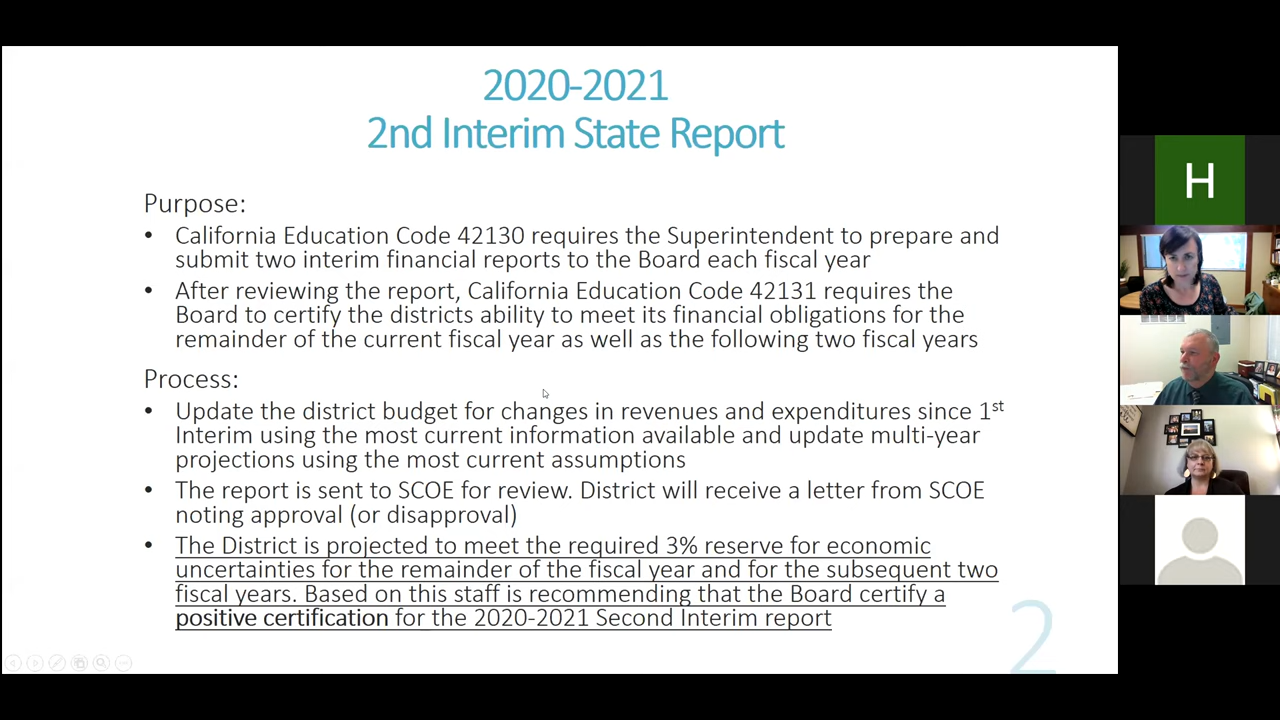 2020-2021
2nd Interim State Report
Purpose:
• California Education Code 42130 requires the Superintendent to prepare and
submit two interim financial reports to the Board each fiscal year
• After reviewing the report, California Education Code 42131 requires the
Board to certify the districts ability to meet its financial obligations for the
remainder of the current fiscal year as well as the following two fiscal years
Process:
• Update the district budget for changes in revenues and expenditures since 1st
Interim using the most current information available and update multi-year
projections using the most current assumptions
• The report is sent to SCOE for review. District will receive a letter from SCOE
noting approval (or disapproval)
• The District is projected to meet the required 3% reserve for economic
uncertainties for the remainder of the fiscal year and for the subsequent two
fiscal years. Based on this staff is recommending that the Board certify a
positive certification for the 2020-2021 Second Interim report
2
H